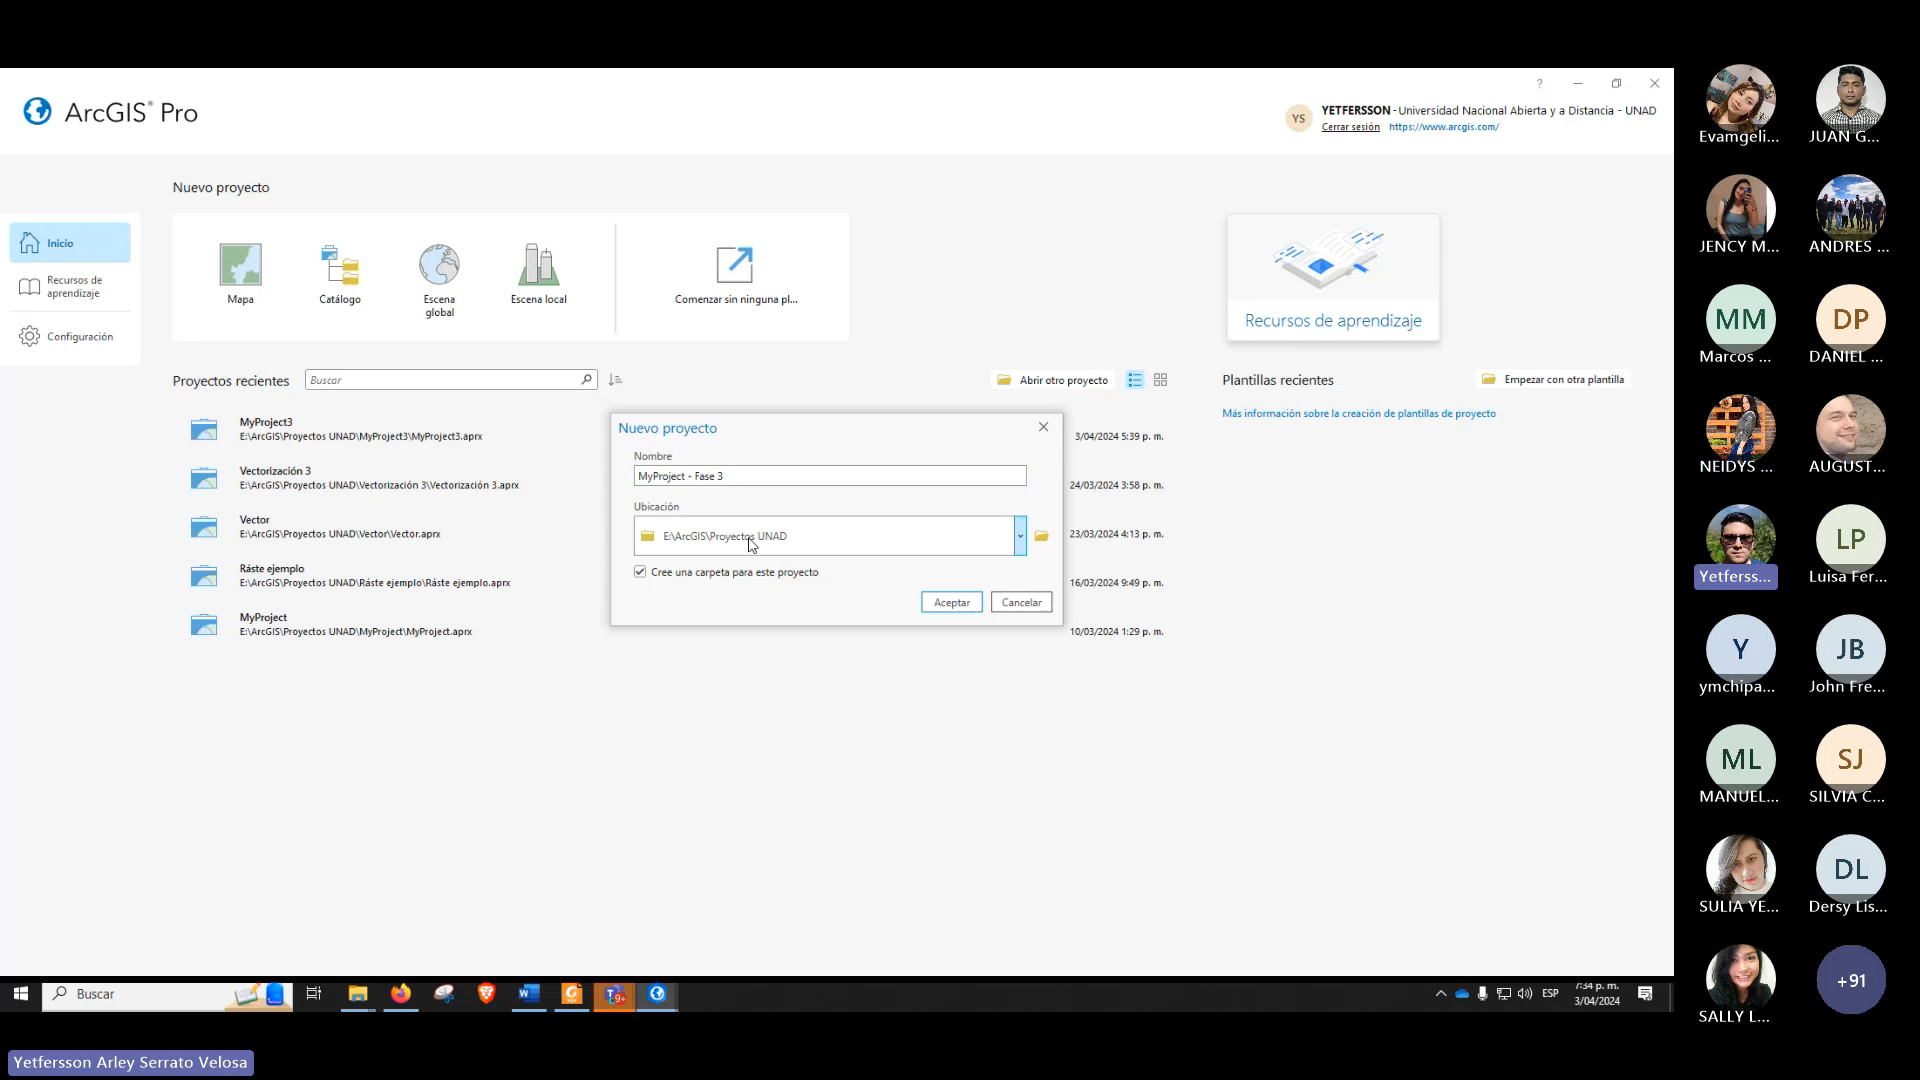 ArcGIS® Pro
YS
YETFERSSON - Universidad Nacional Abierta y a Distancia - UNAD
Cerrar sesión https://www.arcgis.com/
Nuevo proyecto
Inicio
Recursos de
aprendizaje
Configuración
Mapa
Catálogo
Escena
global
Escena local
Comenzar sin ninguna pl...
Recursos de aprendizaje
Proyectos recientes
Buscar
Abrir otro proyecto
Plantillas recientes
Empezar con otra plantilla
Más información sobre la creación de plantillas de proyecto
MyProject3
E:\ArcGIS\Proyectos UNAD\MyProject3\MyProject3.aprx
3/04/2024 5:39 p. m.
Vectorización 3
E:\ArcGIS\Proyectos UNAD\Vectorización 3\Vectorización 3.aprx
24/03/2024 3:58 p. m.
Vector
E:\ArcGIS\Proyectos UNAD\Vector\Vector.aprx
23/03/2024 4:13 p. m.
Ráste ejemplo
E:\ArcGIS\Proyectos UNAD\Ráste ejemplo\Ráste ejemplo.aprx
16/03/2024 9:49 p. m.
MyProject
E:\ArcGIS\Proyectos UNAD\MyProject\MyProject.aprx
10/03/2024 1:29 p. m.
Nuevo proyecto
Nombre
MyProject - Fase 3
Ubicación
E:\ArcGIS\Proyectos UNAD
Cree una carpeta para este proyecto
Aceptar
Cancelar
Evamgeli...
JUAN G...
JENCY M...
ANDRES ...
MM
Marcos ...
DP
DANIEL ...
NEIDYS ...
AUGUST...
Yetferss...
LP
Luisa Fer...
Y
ymchipa...
JB
John Fre...
ML
MANUEL...
SJ
SILVIA C...
SULIA YE...
DL
Dersy Lis...
SALLY L...
+91
Buscar
9+
ESP
7:34 p. m.
3/04/2024
Yetfersson Arley Serrato Velosa